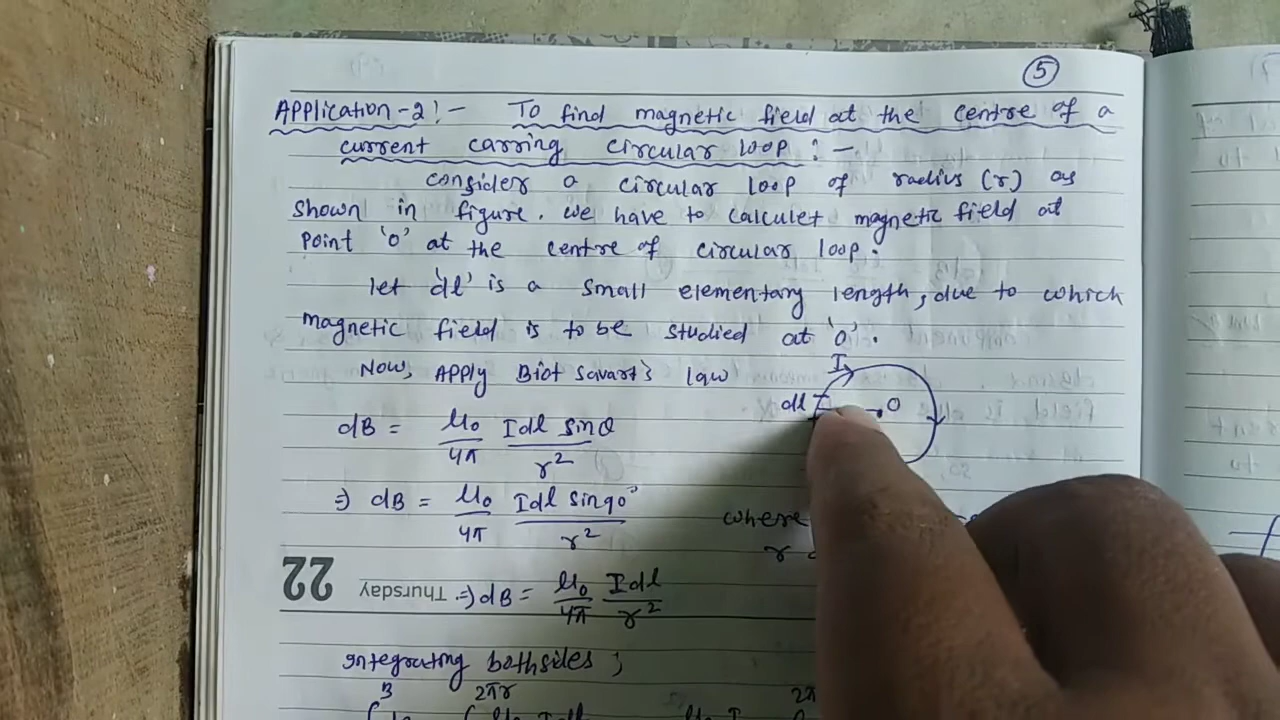 5
Application-2!- To find magnetic field at the centre of a
current carring circular loop :-
consider a circular loop of radius (r) as
shown in figure. we have to calculet magnetic field at
point 'O' at the centre of circular loop.
let 'dl' is a small elementary length, due to which
magnetic field is to be studied at 'O'.
Now, Apply Biot savart's law
I
dl O
dB = μ₀/4π Idl sinθ/r²
⇒ dB = μ₀/4π Idl sin90°/r²
where
r
22 Thursday
⇒ dB = μ₀/4π Idl/r²
integrating bothsides;
B 2πr